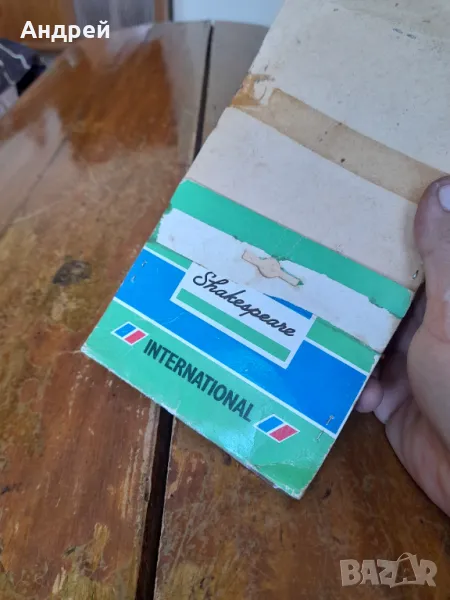 Андрей
Shakespeare
INTERNATIONAL
BAZAR